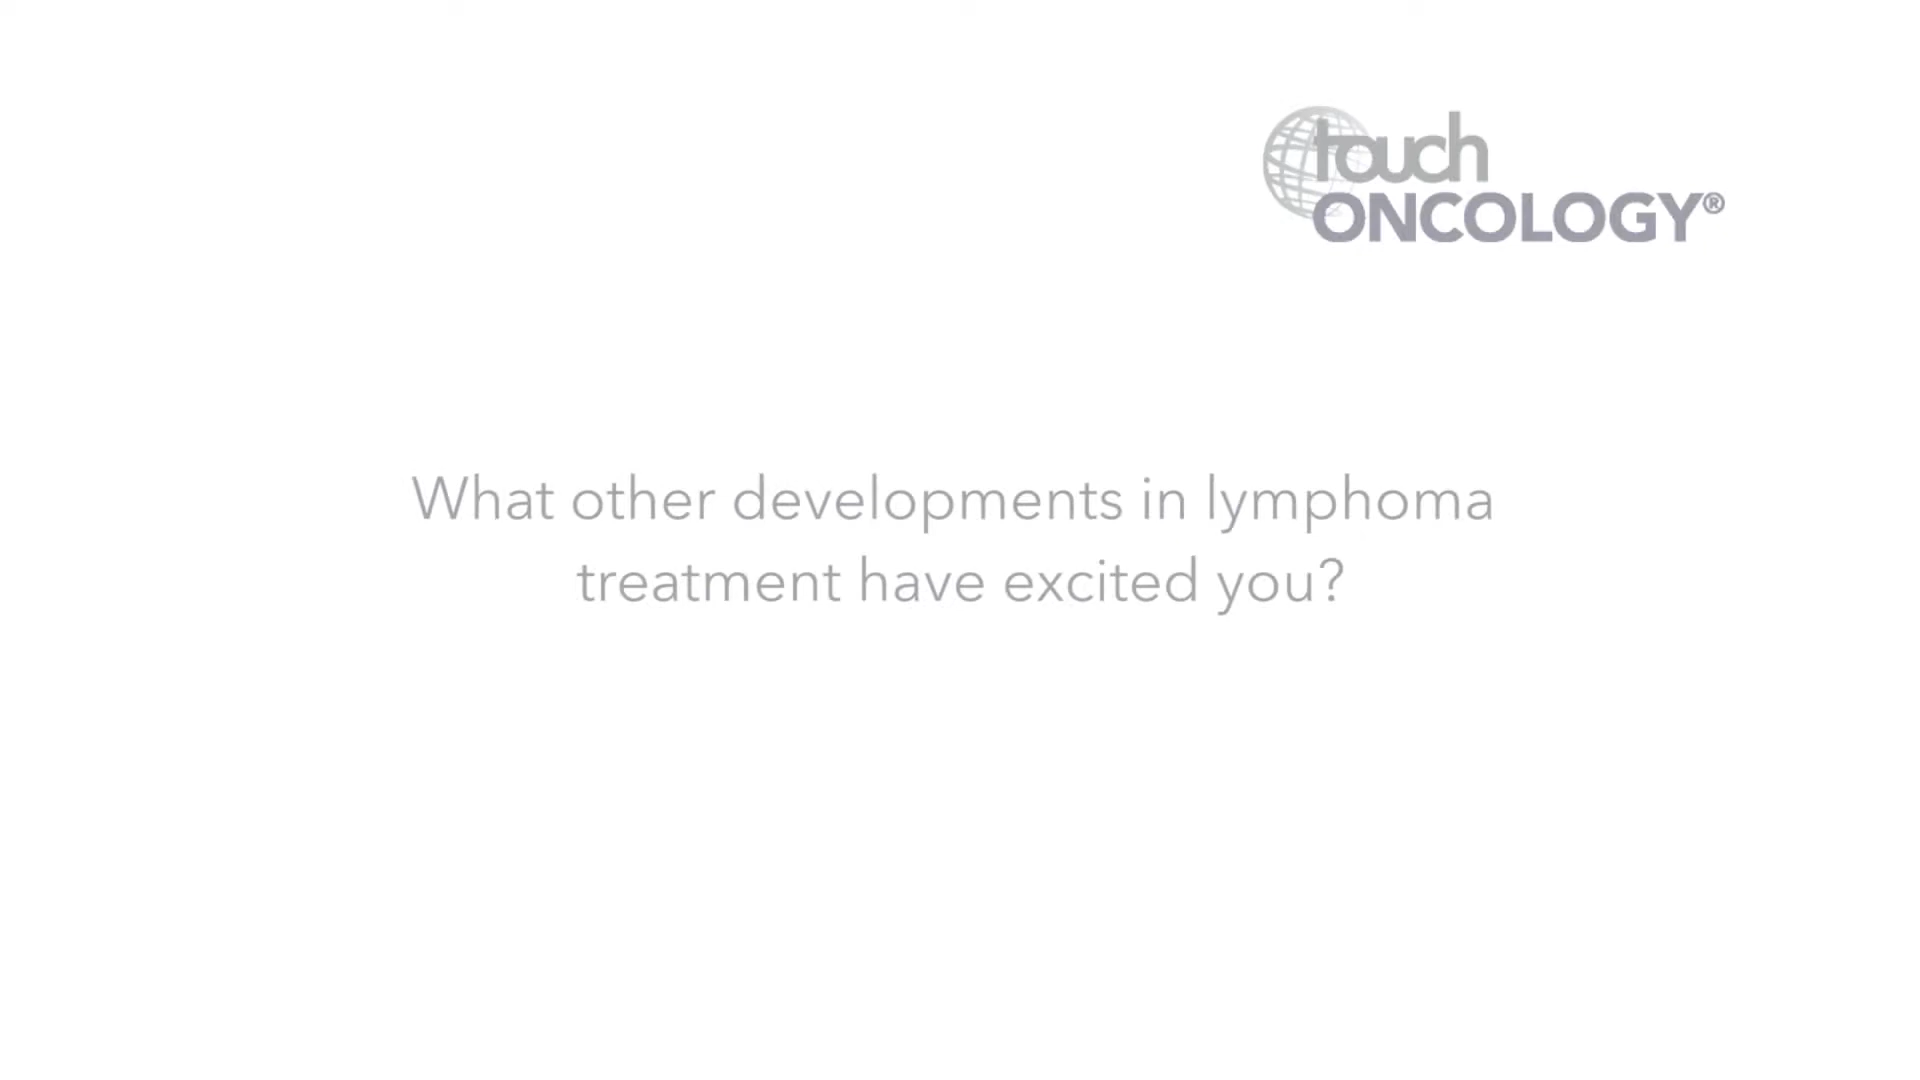 touch
ONCOLOGY®
What other developments in lymphoma
treatment have excited you?